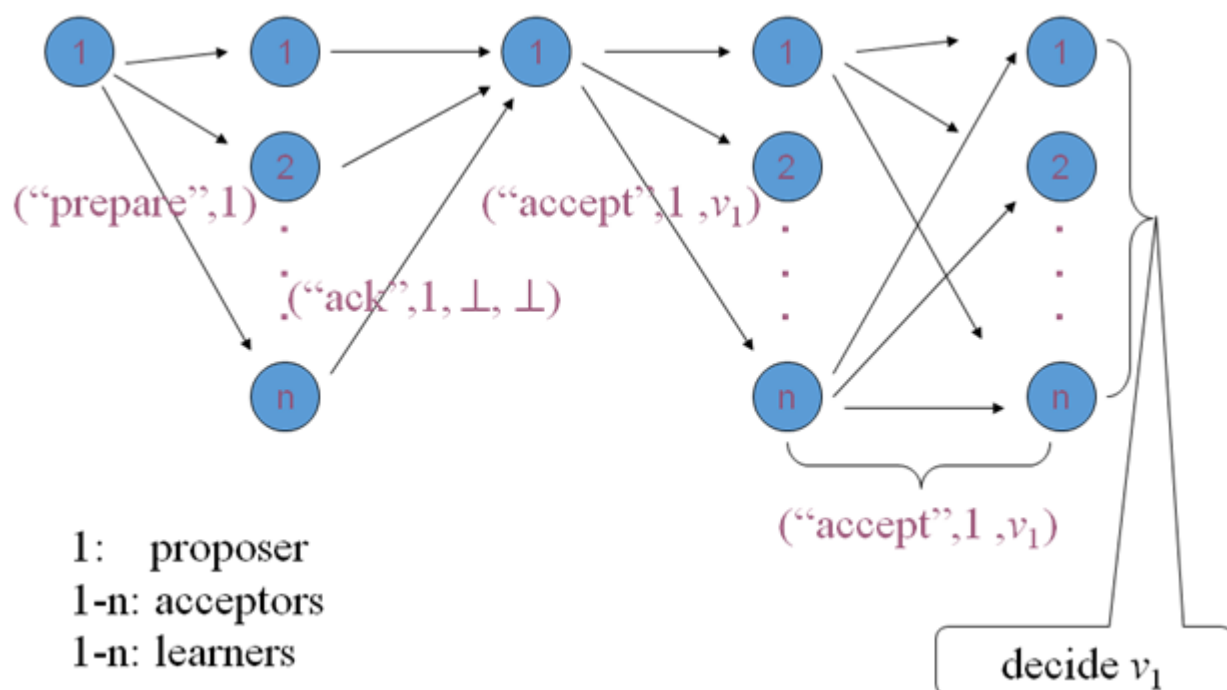 1 1 1 1 1
2 2 2
("prepare",1) ("accept",1 ,v₁)
("ack",1, ⊥, ⊥)
n n n
("accept",1 ,v₁)
1: proposer
1-n: acceptors
1-n: learners
decide v₁